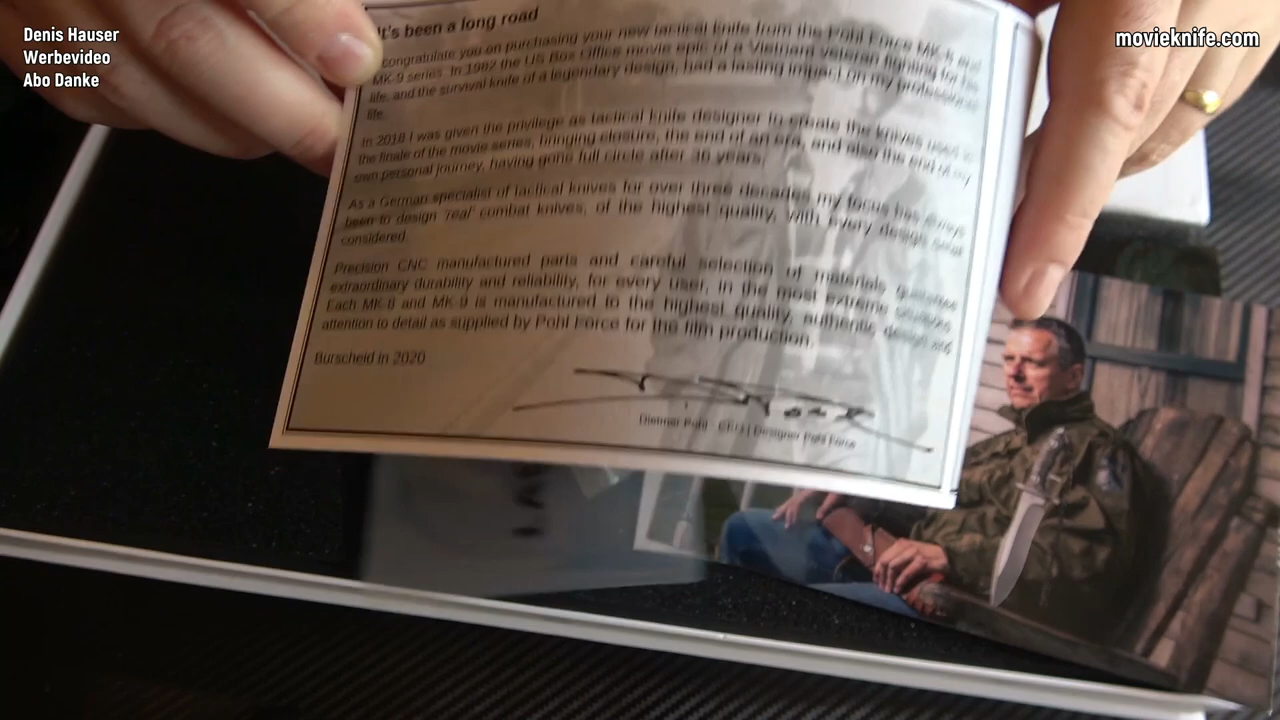 Denis Hauser
Werbevideo
Abo Danke
movieknife.com
It's been a long road
congratulate you on purchasing your new tactical knife from the Pohl Force MK-8 and
MK-9 series. In 1982 the US Box Office movie epic of a Vietnam veteran fighting for his
life, and the survival knife of a legendary design, had a lasting impact on my professional
life.
In 2018 I was given the privilege as tactical knife designer to create the knives used in
the finale of the movie series, bringing closure, the end of an era, and also the end of my
own personal journey, having gone full circle after 36 years.
As a German specialist of tactical knives for over three decades my focus has always
been to design 'real' combat knives, of the highest quality, with every design
considered.
Precision CNC manufactured parts and careful selection of materials guarantee
extraordinary durability and reliability, for every user, in the most extreme situations.
Each MK-8 and MK-9 is manufactured to the highest quality, authentic design and
attention to detail as supplied by Pohl Force for the film production.
Burscheid in 2020
Dietmar Pohl CEO | Designer Pohl Force